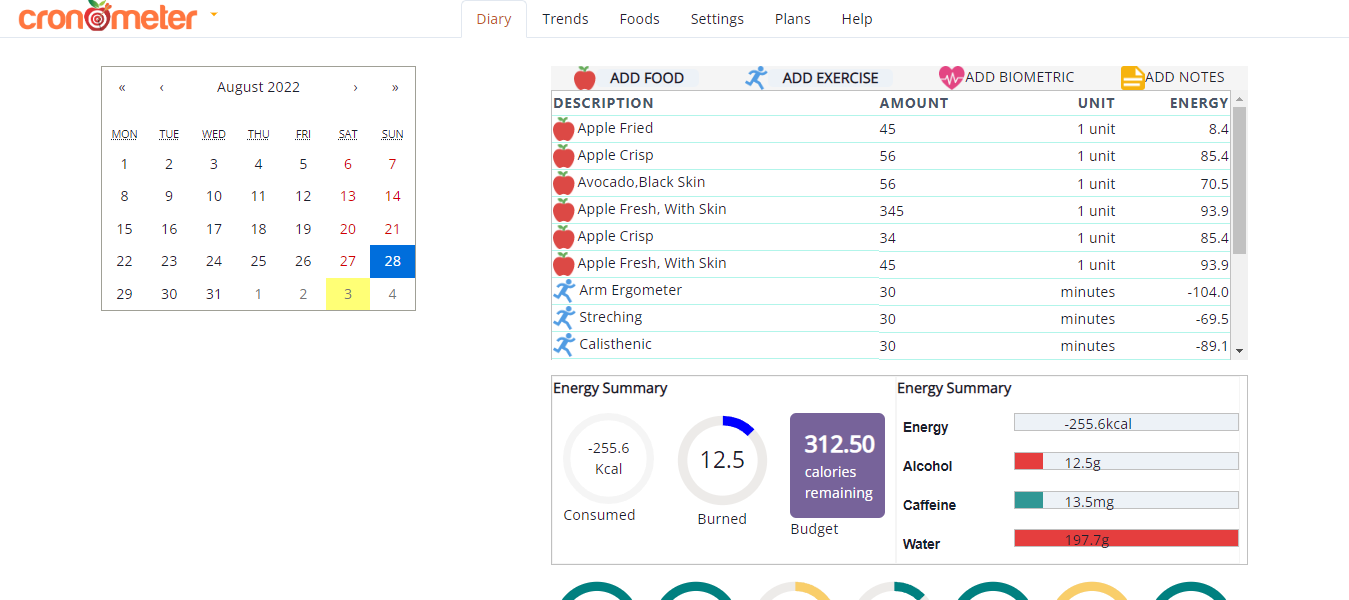 cronometer
Diary Trends Foods Settings Plans Help
« ‹ August 2022 › »
MON TUE WED THU FRI SAT SUN
1 2 3 4 5 6 7
8 9 10 11 12 13 14
15 16 17 18 19 20 21
22 23 24 25 26 27 28
29 30 31 1 2 3 4
ADD FOOD ADD EXERCISE ADD BIOMETRIC ADD NOTES
DESCRIPTION AMOUNT UNIT ENERGY
Apple Fried 45 1 unit 8.4
Apple Crisp 56 1 unit 85.4
Avocado,Black Skin 56 1 unit 70.5
Apple Fresh, With Skin 345 1 unit 93.9
Apple Crisp 34 1 unit 85.4
Apple Fresh, With Skin 45 1 unit 93.9
Arm Ergometer 30 minutes -104.0
Streching 30 minutes -69.5
Calisthenic 30 minutes -89.1
Energy Summary
-255.6
Kcal
Consumed
12.5
Burned
312.50
calories
remaining
Budget
Energy Summary
Energy -255.6kcal
Alcohol 12.5g
Caffeine 13.5mg
Water 197.7g